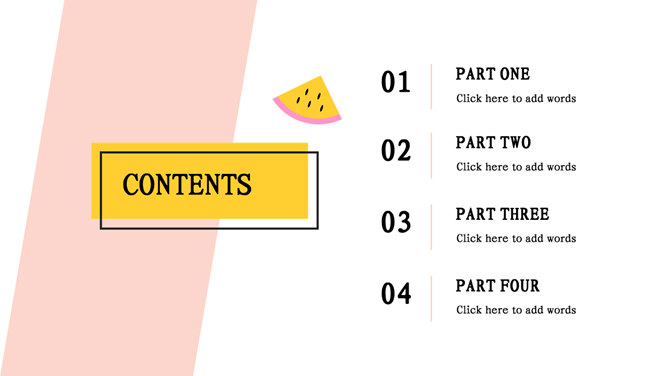 CONTENTS
01
PART ONE
Click here to add words
02
PART TWO
Click here to add words
03
PART THREE
Click here to add words
04
PART FOUR
Click here to add words